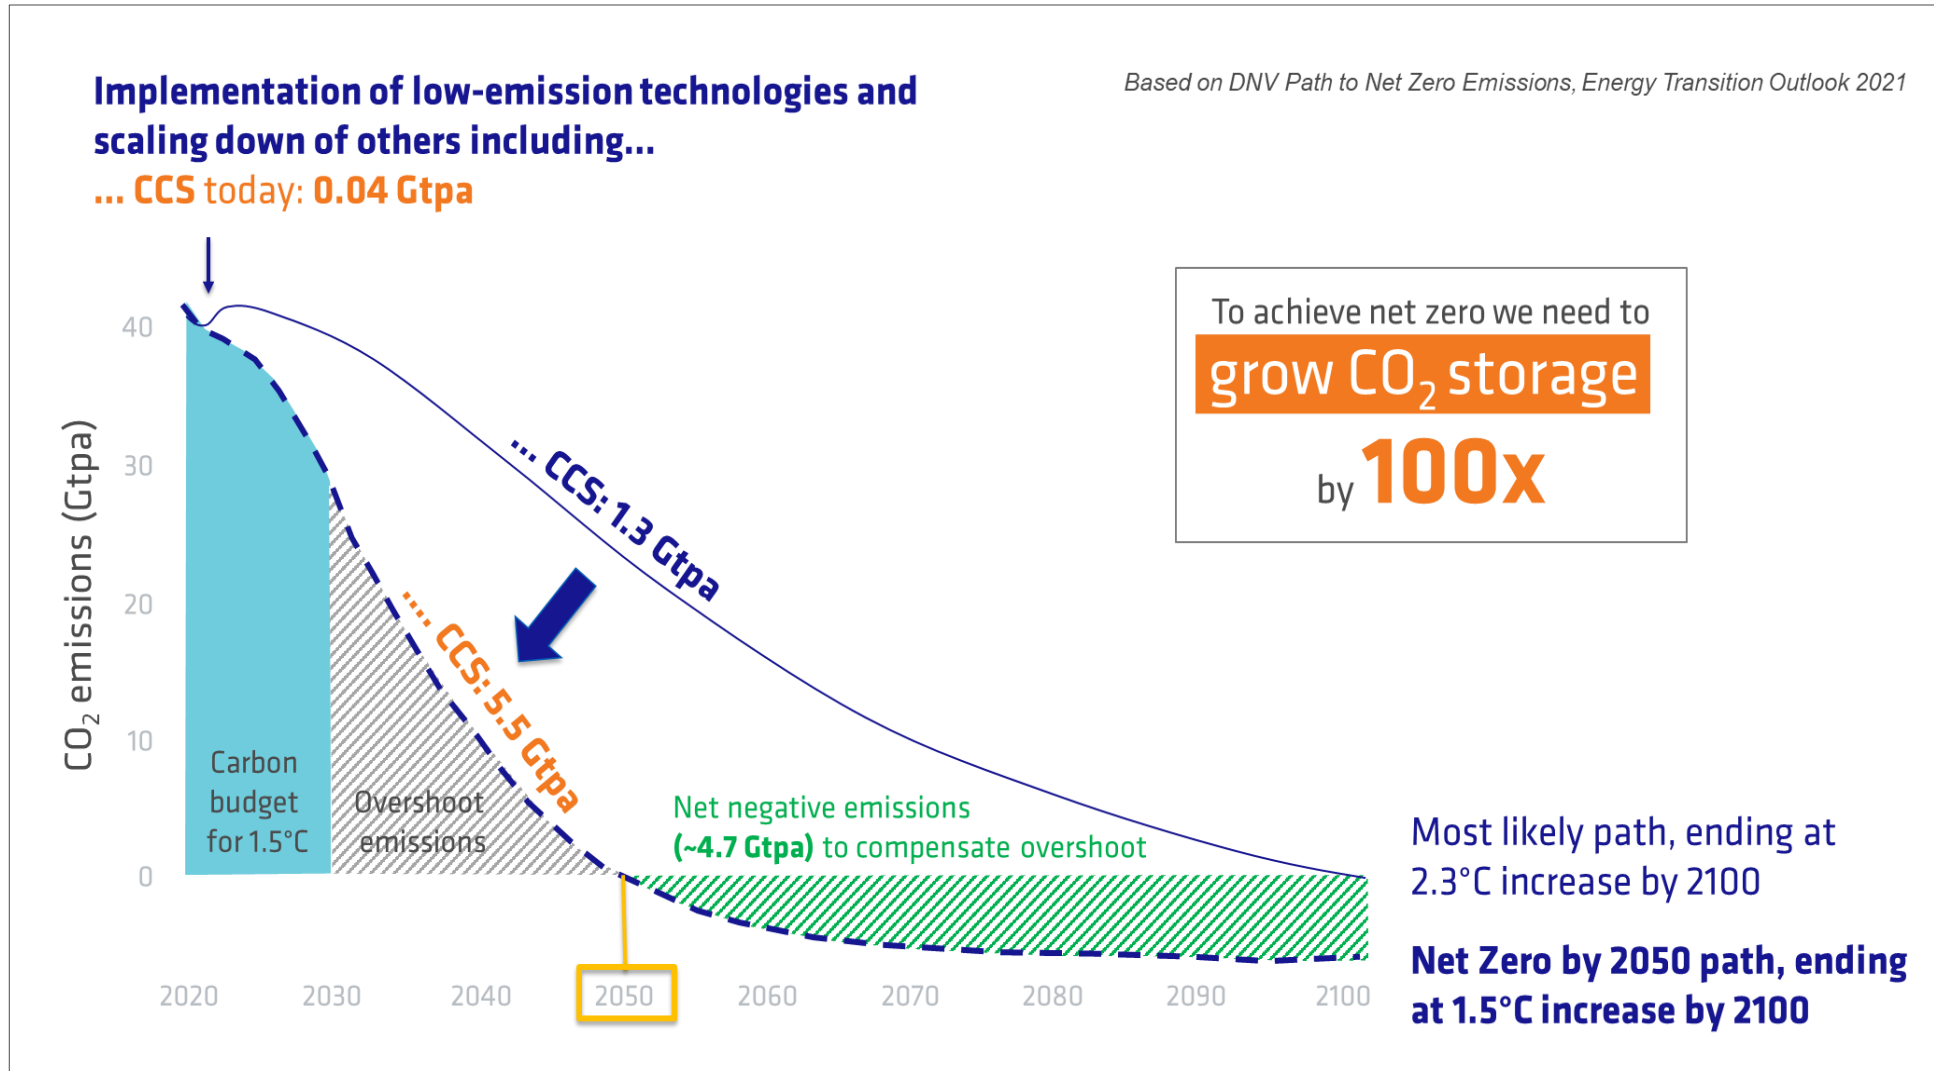 Implementation of low-emission technologies and
scaling down of others including...
... CCS today: 0.04 Gtpa
Based on DNV Path to Net Zero Emissions, Energy Transition Outlook 2021
To achieve net zero we need to
grow CO₂ storage
by 100x
CO₂ emissions (Gtpa)
40
30
20
10
0
... CCS: 1.3 Gtpa
... CCS: 5.5 Gtpa
Carbon
budget
for 1.5°C
Overshoot
emissions
Net negative emissions
(~4.7 Gtpa) to compensate overshoot
Most likely path, ending at
2.3°C increase by 2100
Net Zero by 2050 path, ending
at 1.5°C increase by 2100
2020 2030 2040 2050 2060 2070 2080 2090 2100